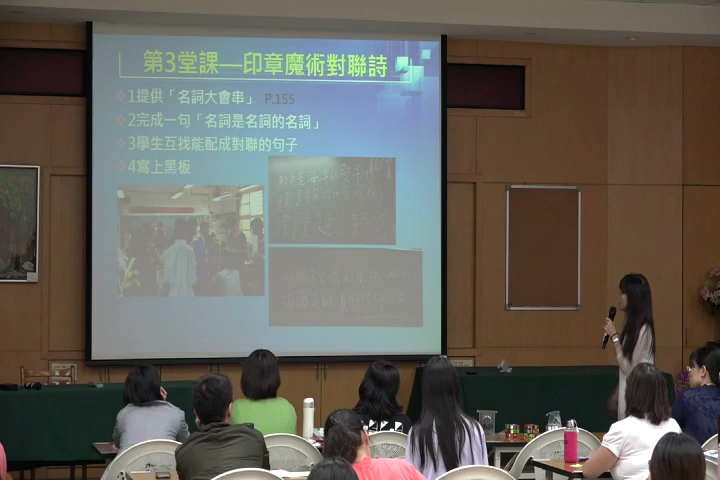 第3堂課—印章魔術對聯詩
1提供「名詞大會串」 P.155
2完成一句「名詞是名詞的名詞」
3學生互找能配成對聯的句子
4寫上黑板